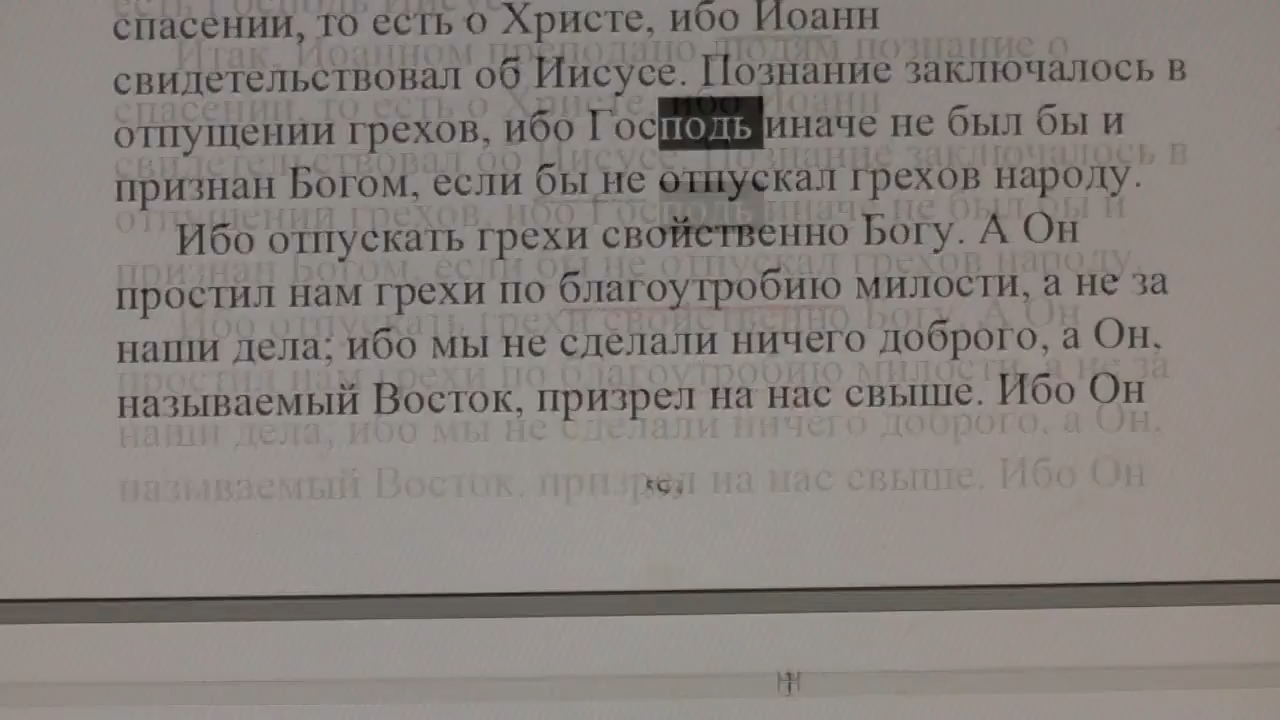 спасении, то есть о Христе, ибо Иоанн
свидетельствовал об Иисусе. Познание заключалось в
отпущении грехов, ибо Господь иначе не был бы и
признан Богом, если бы не отпускал грехов народу.
Ибо отпускать грехи свойственно Богу. А Он
простил нам грехи по благоутробию милости, а не за
наши дела; ибо мы не сделали ничего доброго, а Он,
называемый Восток, призрел на нас свыше. Ибо Он